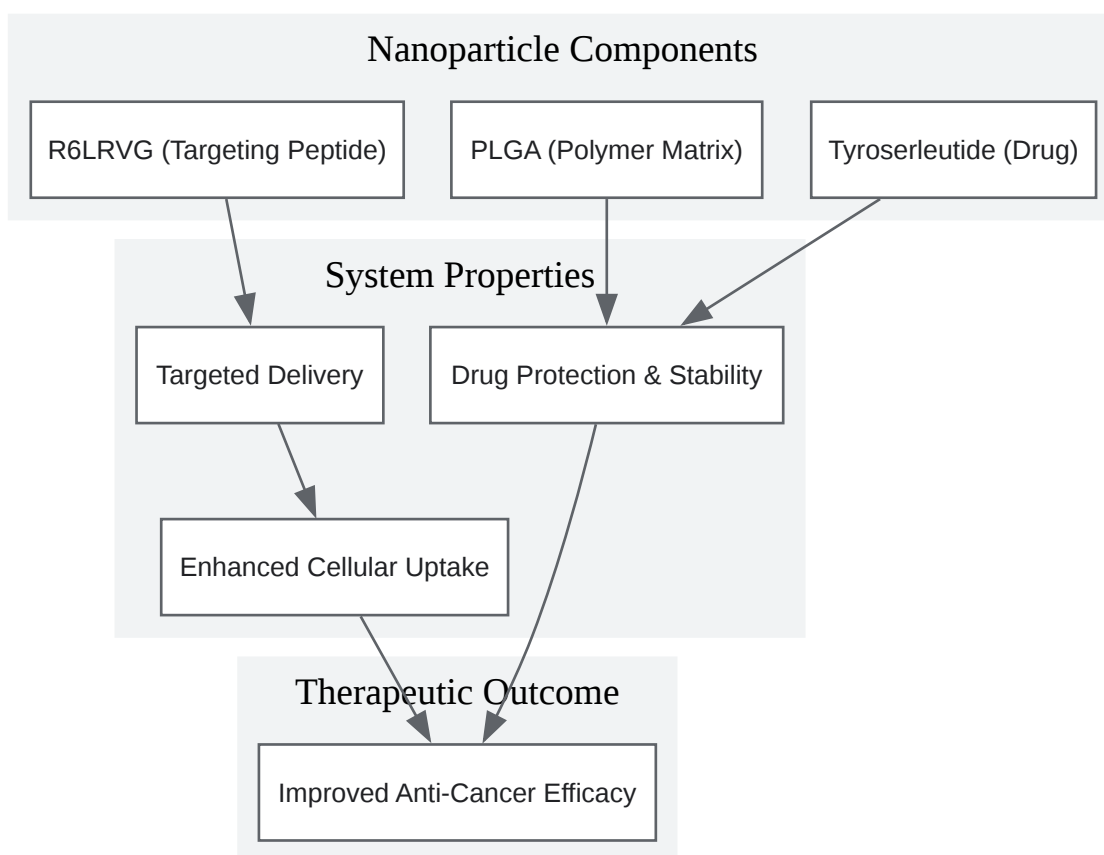 Nanoparticle Components
R6LRVG (Targeting Peptide)
PLGA (Polymer Matrix)
Tyroserleutide (Drug)
System Properties
Targeted Delivery
Drug Protection & Stability
Enhanced Cellular Uptake
Therapeutic Outcome
Improved Anti-Cancer Efficacy